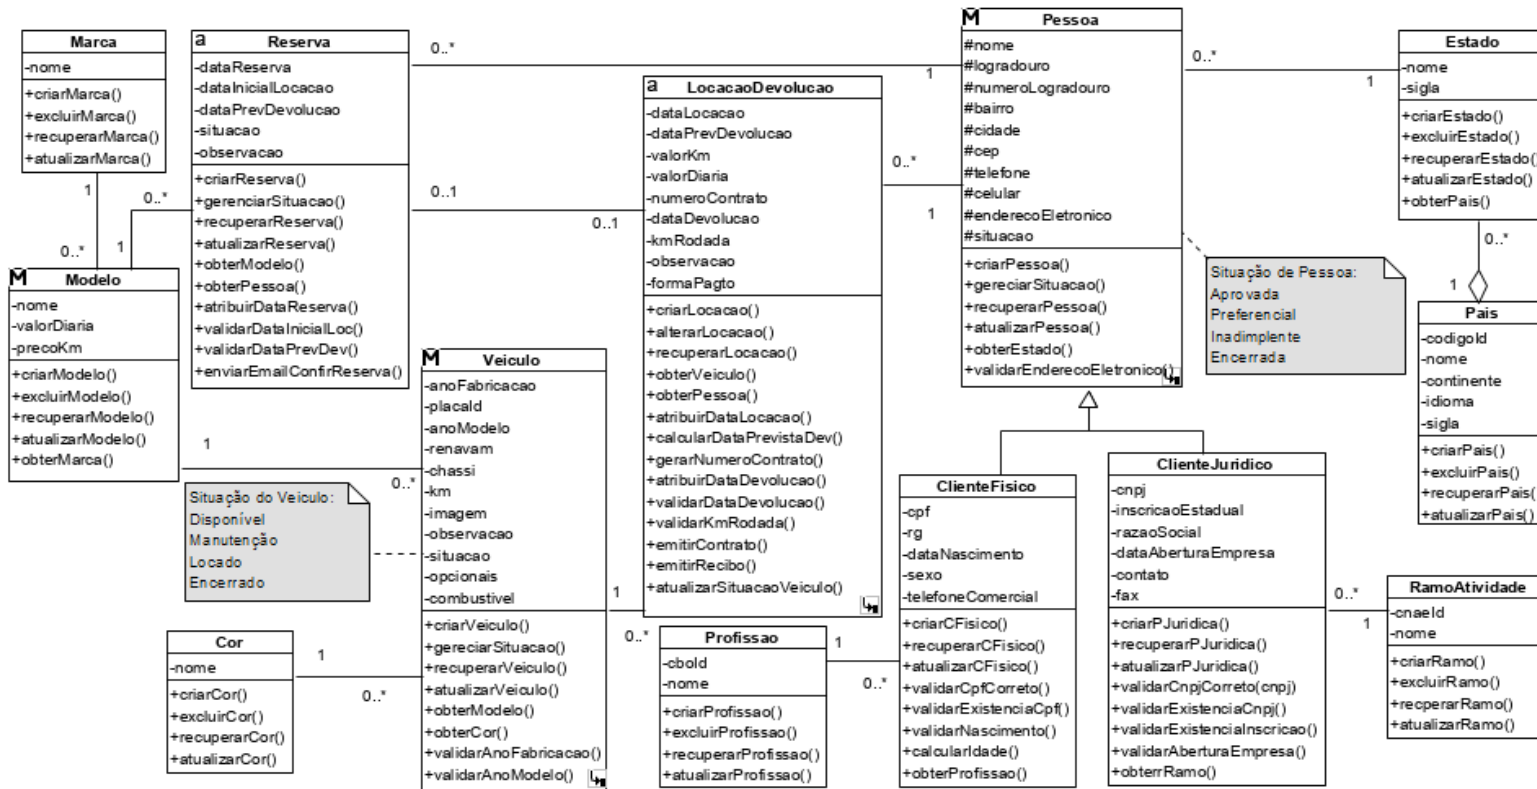 Marca
-nome
+criarMarca()
+excluirMarca()
+recuperarMarca()
+atualizarMarca()
1
0..*
a
Reserva
-dataReserva
-dataInicialLocacao
-dataPrevDevolucao
-situacao
-observacao
+criarReserva()
+gerenciarSituacao()
+recuperarReserva()
+atualizarReserva()
+obterModelo()
+obterPessoa()
+atribuirDataReserva()
+validarDataInicialLoc()
+validarDataPrevDev()
+enviarEmailConfirReserva()
0..*
1
0..*
1
0..1
0..1
M
Modelo
-nome
-valorDiaria
-precoKm
+criarModelo()
+excluirModelo()
+recuperarModelo()
+atualizarModelo()
+obterMarca()
1
0..*
a
LocacaoDevolucao
-dataLocacao
-dataPrevDevolucao
-valorKm
-valorDiaria
-numeroContrato
-dataDevolucao
-kmRodada
-observacao
-formaPagto
+criarLocacao()
+alterarLocacao()
+recuperarLocacao()
+obterVeiculo()
+obterPessoa()
+atribuirDataLocacao()
+calcularDataPrevistaDev()
+gerarNumeroContrato()
+atribuirDataDevolucao()
+validarDataDevolucao()
+validarKmRodada()
+emitirContrato()
+emitirRecibo()
+atualizarSituacaoVeiculo()
0..*
1
M
Pessoa
#nome
#logradouro
#numeroLogradouro
#bairro
#cidade
#cep
#telefone
#celular
#enderecoEletronico
#situacao
+criarPessoa()
+gereciarSituacao()
+recuperarPessoa()
+atualizarPessoa()
+obterEstado()
+validarEnderecoEletronico()
0..*
1
Estado
-nome
-sigla
+criarEstado()
+excluirEstado()
+recuperarEstado()
+atualizarEstado()
+obterPais()
0..*
1
Situação de Pessoa:
Aprovada
Preferencial
Inadimplente
Encerrada
Pais
-codigoId
-nome
-continente
-idioma
-sigla
+criarPais()
+excluirPais()
+recuperarPais()
+atualizarPais()
M
Veiculo
-anoFabricacao
-placaId
-anoModelo
-renavam
-chassi
-km
-imagem
-observacao
-situacao
-opcionais
-combustivel
+criarVeiculo()
+gereciarSituacao()
+recuperarVeiculo()
+atualizarVeiculo()
+obterModelo()
+obterCor()
+validarAnoFabricacao()
+validarAnoModelo()
1
0..*
Situação do Veiculo:
Disponível
Manutenção
Locado
Encerrado
Cor
-nome
+criarCor()
+excluirCor()
+recuperarCor()
+atualizarCor()
1
0..*
Profissao
-cboId
-nome
+criarProfissao()
+excluirProfissao()
+recuperarProfissao()
+atualizarProfissao()
1
0..*
ClienteFisico
-cpf
-rg
-dataNascimento
-sexo
-telefoneComercial
+criarCFisico()
+recuperarCFisico()
+atualizarCFisico()
+validarCpfCorreto()
+validarExistenciaCpf()
+validarNascimento()
+calcularIdade()
+obterProfissao()
ClienteJuridico
-cnpj
-inscricaoEstadual
-razaoSocial
-dataAberturaEmpresa
-contato
-fax
+criarPJuridica()
+recuperarPJuridica()
+atualizarPJuridica()
+validarCnpjCorreto(cnpj)
+validarExistenciaCnpj()
+validarExistenciaInscricao()
+validarAberturaEmpresa()
+obterrRamo()
0..*
1
RamoAtividade
-cnaeId
-nome
+criarRamo()
+excluirRamo()
+recperarRamo()
+atualizarRamo()